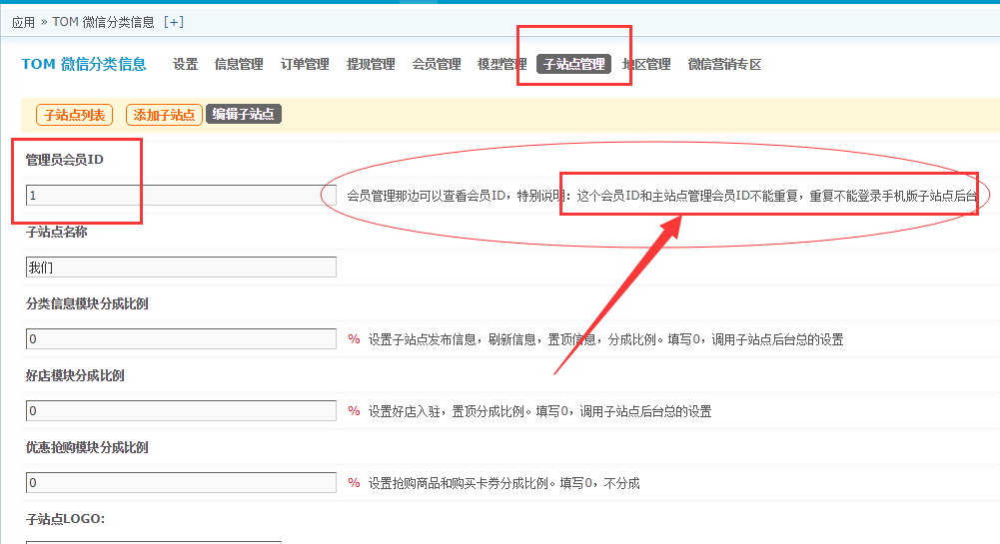 应用 » TOM 微信分类信息 [+]
TOM 微信分类信息 设置 信息管理 订单管理 提现管理 会员管理 模型管理 子站点管理 地区管理 微信营销专区
子站点列表 添加子站点 编辑子站点
管理员会员ID
1 会员管理那边可以查看会员ID，特别说明：这个会员ID和主站点管理会员ID不能重复，重复不能登录手机版子站点后台
子站点名称
我们
分类信息模块分成比例
0 % 设置子站点发布信息，刷新信息，置顶信息，分成比例。填写0，调用子站点后台总的设置
好店模块分成比例
0 % 设置好店入驻，置顶分成比例。填写0，调用子站点后台总的设置
优惠抢购模块分成比例
0 % 设置抢购商品和购买卡券分成比例。填写0，不分成
子站点LOGO: